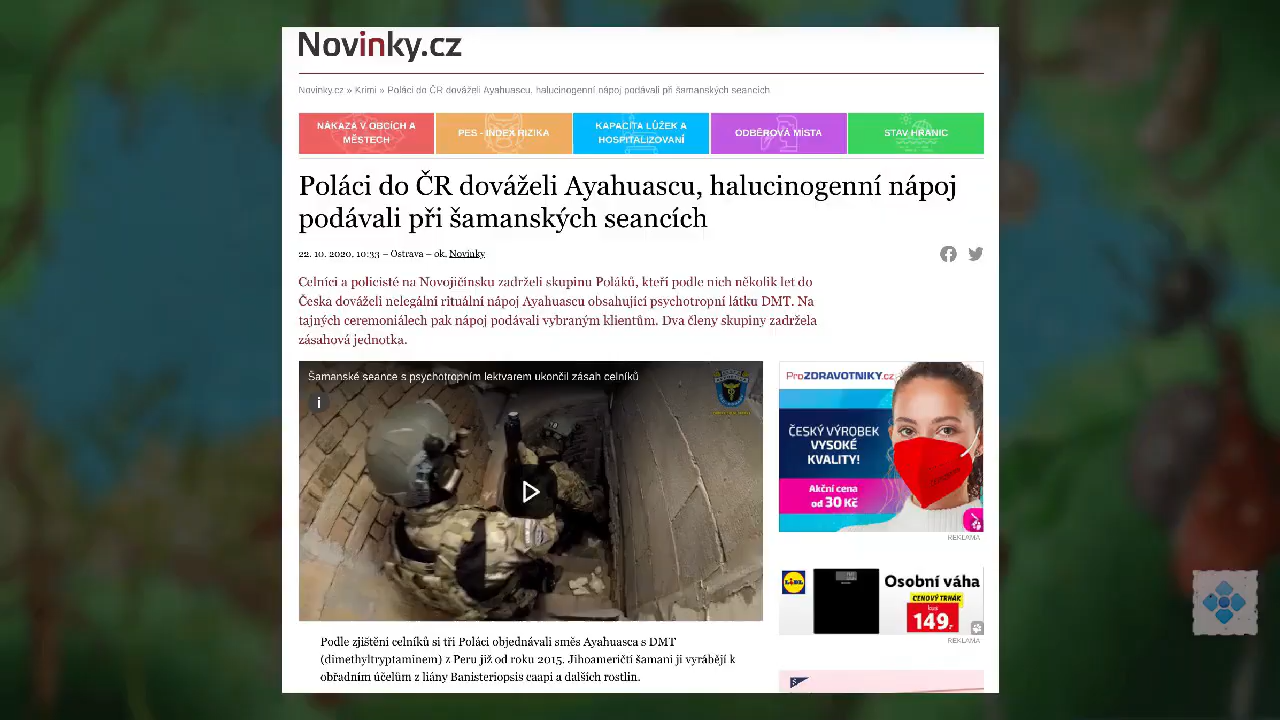 Novinky.cz
Novinky.cz » Krimi » Poláci do ČR dováželi Ayahuascu, halucinogenní nápoj podávali při šamanských seancích
NÁKAZA V OBCÍCH A
MĚSTECH
PES - INDEX RIZIKA
KAPACITA LŮŽEK A
HOSPITALIZOVANÍ
ODBĚROVÁ MÍSTA
STAV HRANIC
Poláci do ČR dováželi Ayahuascu, halucinogenní nápoj
podávali při šamanských seancích
22. 10. 2020, 10:33 – Ostrava – ok, Novinky
Celníci a policisté na Novojičínsku zadrželi skupinu Poláků, kteří podle nich několik let do
Česka dováželi nelegální rituální nápoj Ayahuascu obsahující psychotropní látku DMT. Na
tajných ceremoniálech pak nápoj podávali vybraným klientům. Dva členy skupiny zadržela
zásahová jednotka.
Šamanské seance s psychotropním lektvarem ukončil zásah celníků
i
ProZDRAVOTNIKY.cz
ČESKÝ VÝROBEK
VYSOKÉ
KVALITY!
Akční cena
od 30 Kč
REKLAMA
LIDL
Osobní váha
CENOVÝ TRHÁK
kus
149.-
REKLAMA
Podle zjištění celníků si tři Poláci objednávali směs Ayahuasca s DMT
(dimethyltryptaminem) z Peru již od roku 2015. Jihoameričtí šamani ji vyrábějí k
obřadním účelům z liány Banisteriopsis caapi a dalších rostlin.